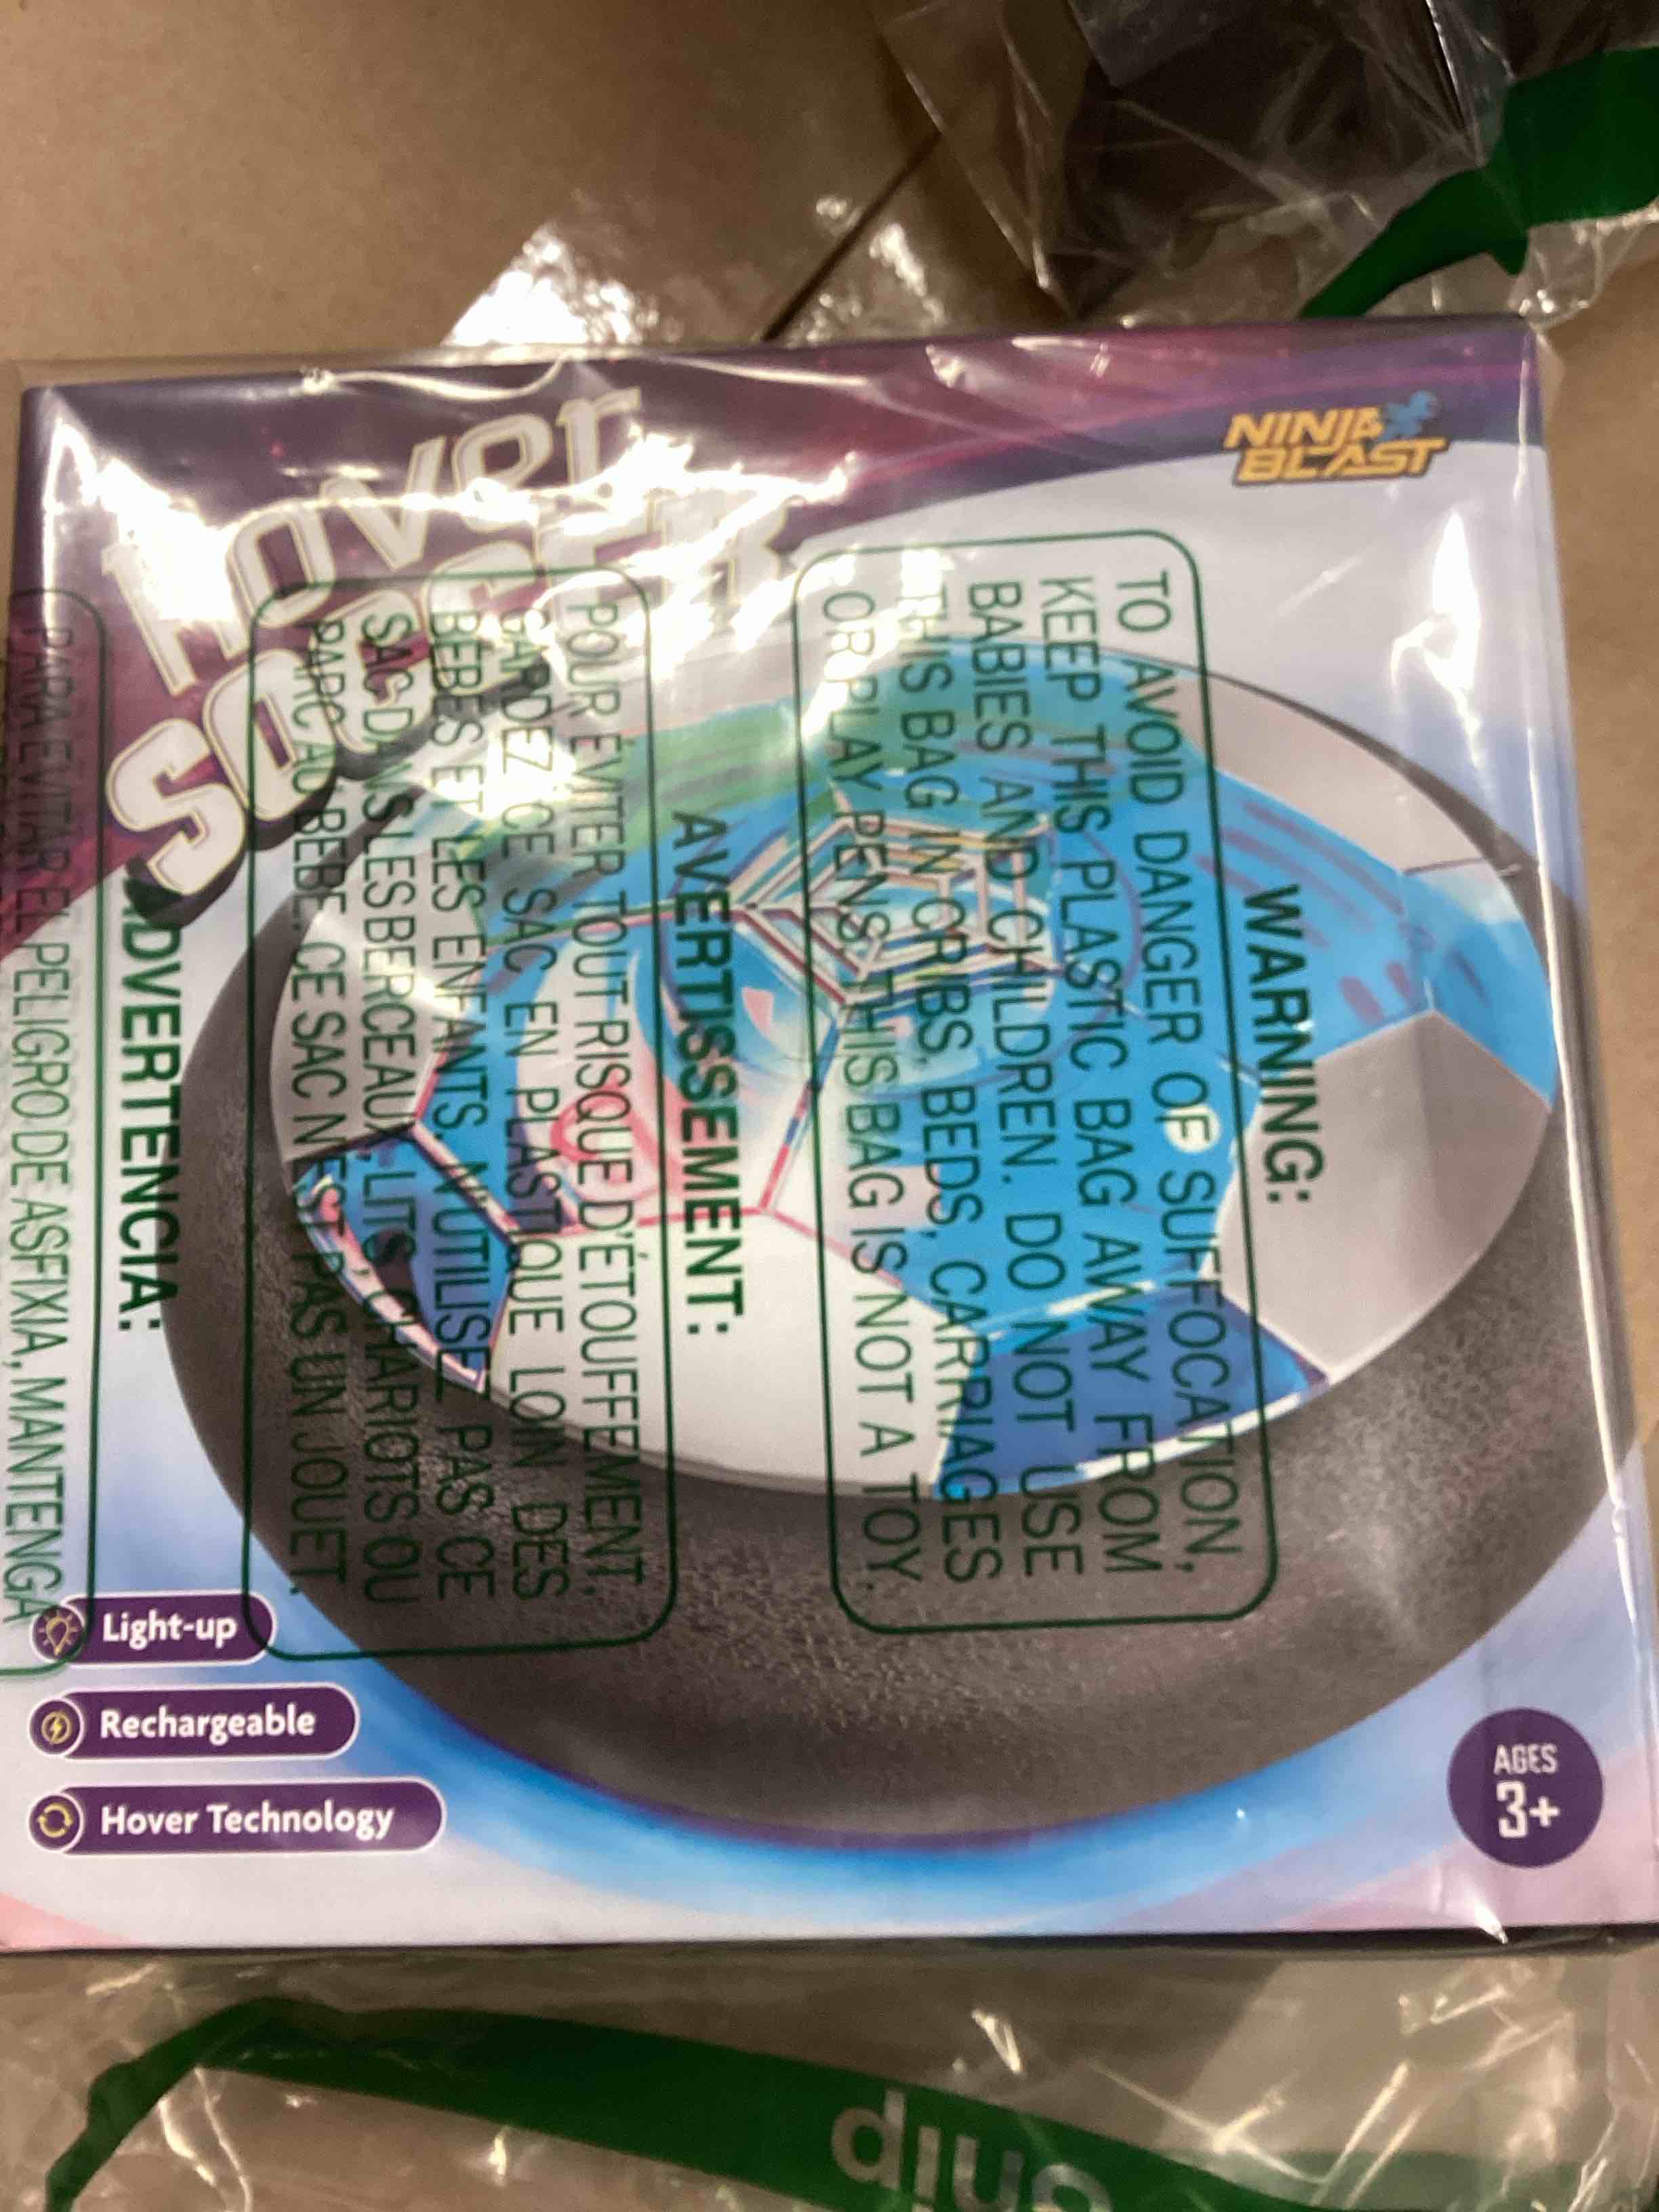 NINJA
BLAST
Hover
SOCCER
WARNING:
TO AVOID DANGER OF SUFFOCATION,
KEEP THIS PLASTIC BAG AWAY FROM
BABIES AND CHILDREN. DO NOT USE
THIS BAG IN CRIBS, BEDS, CARRIAGES
OR PLAY PENS. THIS BAG IS NOT A TOY.
AVERTISSEMENT:
POUR ÉVITER TOUT RISQUE D'ÉTOUFFEMENT,
GARDEZ CE SAC EN PLASTIQUE LOIN DES
BÉBÉS ET LES ENFANTS. N'UTILISEZ PAS CE
SAC DANS LES BERCEAUX, LITS, CHARIOTS OU
PARC AU BÉBÉ. CE SAC N'EST PAS UN JOUET.
ADVERTENCIA:
PARA EVITAR EL PELIGRO DE ASFIXIA, MANTENGA
Light-up
Rechargeable
Hover Technology
AGES
3+